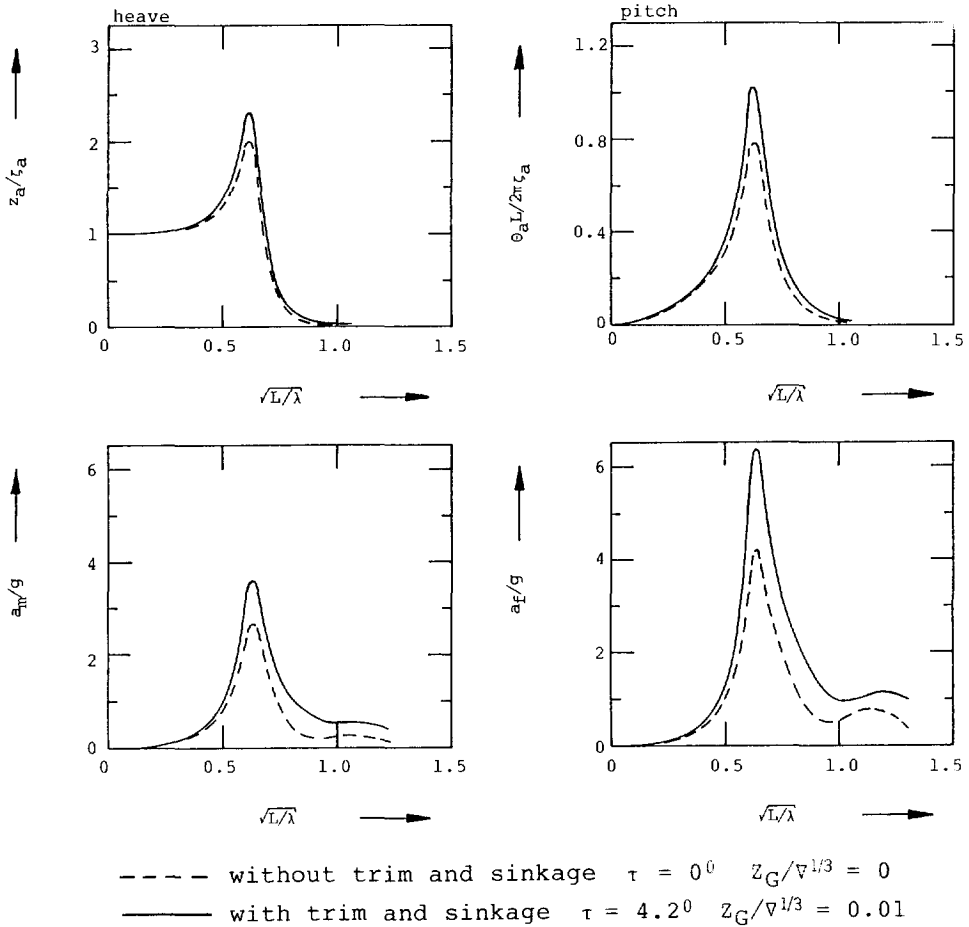 heave
3
2
1
0
z_a/ζ_a
0 0.5 1.0 1.5
√L/λ
pitch
1.2
0.8
0.4
0
Θ_aL/2πζ_a
0 0.5 1.0 1.5
√L/λ
6
4
2
0
a_m/g
0 0.5 1.0 1.5
√L/λ
6
4
2
0
a_f/g
0 0.5 1.0 1.5
√L/λ
without trim and sinkage τ = 0⁰ Z_G/∇^1/3 = 0
with trim and sinkage τ = 4.2⁰ Z_G/∇^1/3 = 0.01